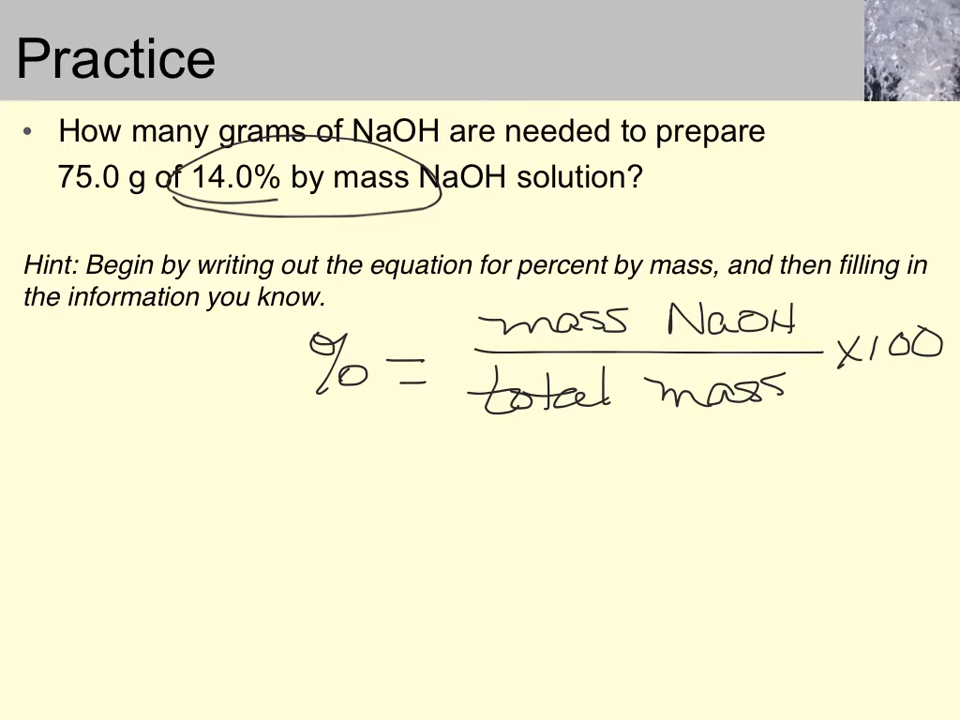 Practice
• How many grams of NaOH are needed to prepare
75.0 g of 14.0% by mass NaOH solution?
Hint: Begin by writing out the equation for percent by mass, and then filling in
the information you know.
% = mass NaOH / total mass x100